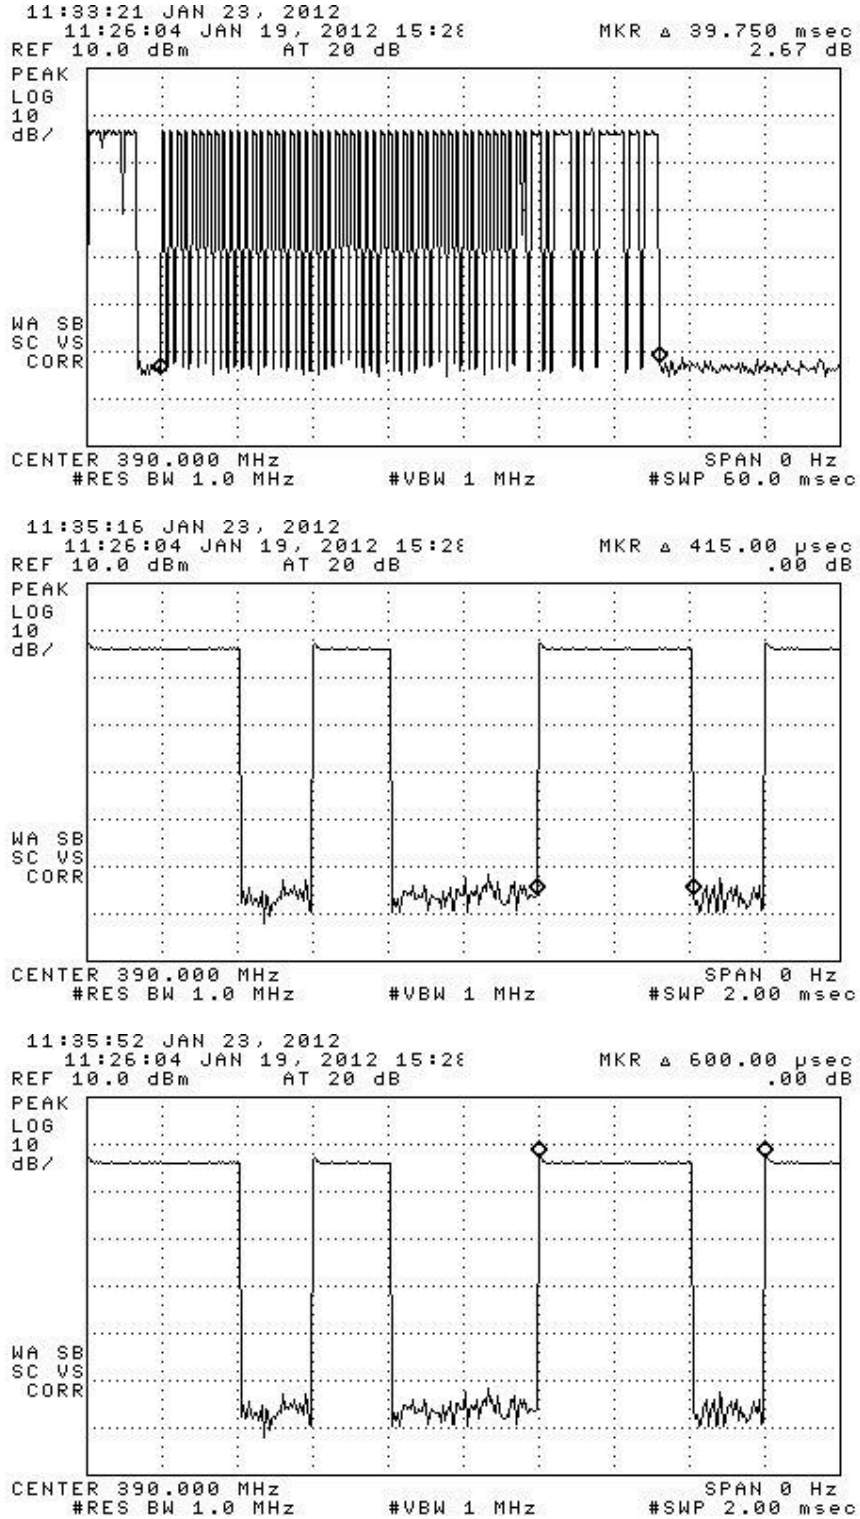 11:33:21 JAN 23, 2012
11:26:04 JAN 19, 2012 15:28 MKR Δ 39.750 msec
REF 10.0 dBm AT 20 dB 2.67 dB
PEAK
LOG
10
dB/
WA SB
SC VS
CORR
CENTER 390.000 MHz SPAN 0 Hz
#RES BW 1.0 MHz #VBW 1 MHz #SWP 60.0 msec
11:35:16 JAN 23, 2012
11:26:04 JAN 19, 2012 15:28 MKR Δ 415.00 µsec
REF 10.0 dBm AT 20 dB .00 dB
PEAK
LOG
10
dB/
WA SB
SC VS
CORR
CENTER 390.000 MHz SPAN 0 Hz
#RES BW 1.0 MHz #VBW 1 MHz #SWP 2.00 msec
11:35:52 JAN 23, 2012
11:26:04 JAN 19, 2012 15:28 MKR Δ 600.00 µsec
REF 10.0 dBm AT 20 dB .00 dB
PEAK
LOG
10
dB/
WA SB
SC VS
CORR
CENTER 390.000 MHz SPAN 0 Hz
#RES BW 1.0 MHz #VBW 1 MHz #SWP 2.00 msec